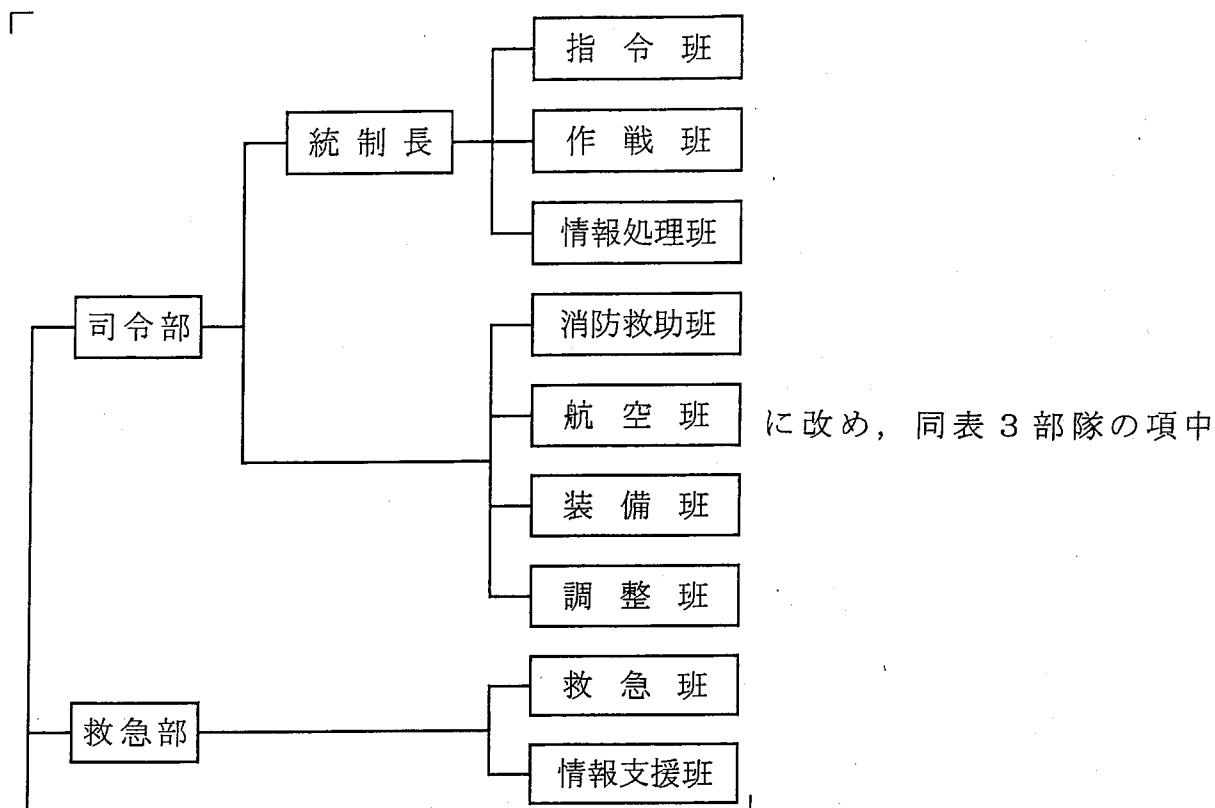 「
指令班
統制長
作戦班
情報処理班
司令部
消防救助班
航空班
に改め，同表３部隊の項中
装備班
調整班
救急部
救急班
情報支援班
」